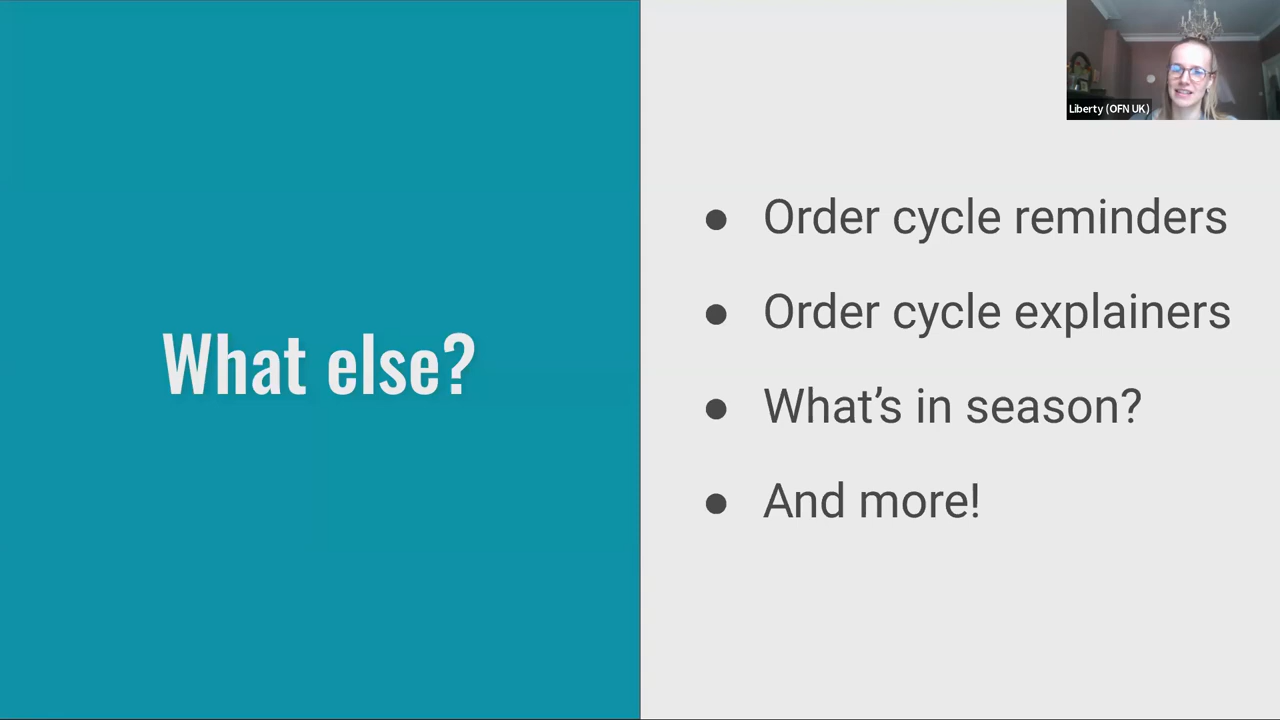 Liberty (OFN UK)
What else?
● Order cycle reminders
● Order cycle explainers
● What’s in season?
● And more!